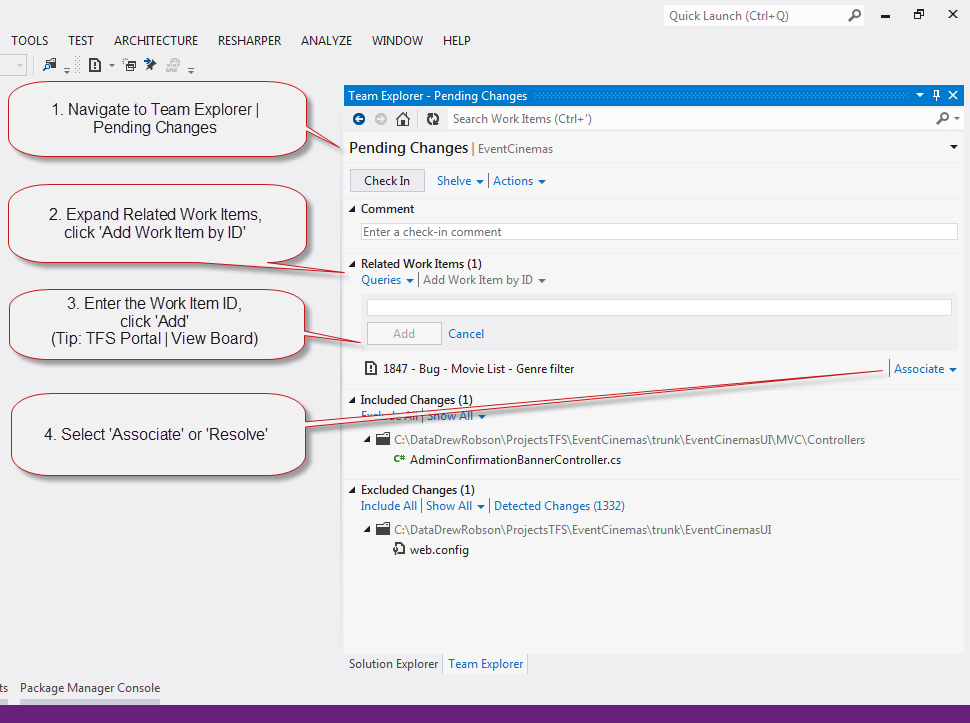 Quick Launch (Ctrl+Q)
TOOLS TEST ARCHITECTURE RESHARPER ANALYZE WINDOW HELP
1. Navigate to Team Explorer |
Pending Changes
2. Expand Related Work Items,
click 'Add Work Item by ID'
3. Enter the Work Item ID,
click 'Add'
(Tip: TFS Portal | View Board)
4. Select 'Associate' or 'Resolve'
Team Explorer - Pending Changes
Search Work Items (Ctrl+')
Pending Changes | EventCinemas
Check In Shelve Actions
Comment
Enter a check-in comment
Related Work Items (1)
Queries Add Work Item by ID
Add Cancel
1847 - Bug - Movie List - Genre filter Associate
Included Changes (1)
Exclude All Show All
C:\DataDrewRobson\ProjectsTFS\EventCinemas\trunk\EventCinemasUI\MVC\Controllers
C# AdminConfirmationBannerController.cs
Excluded Changes (1)
Include All Show All Detected Changes (1332)
C:\DataDrewRobson\ProjectsTFS\EventCinemas\trunk\EventCinemasUI
web.config
Solution Explorer Team Explorer
ts Package Manager Console